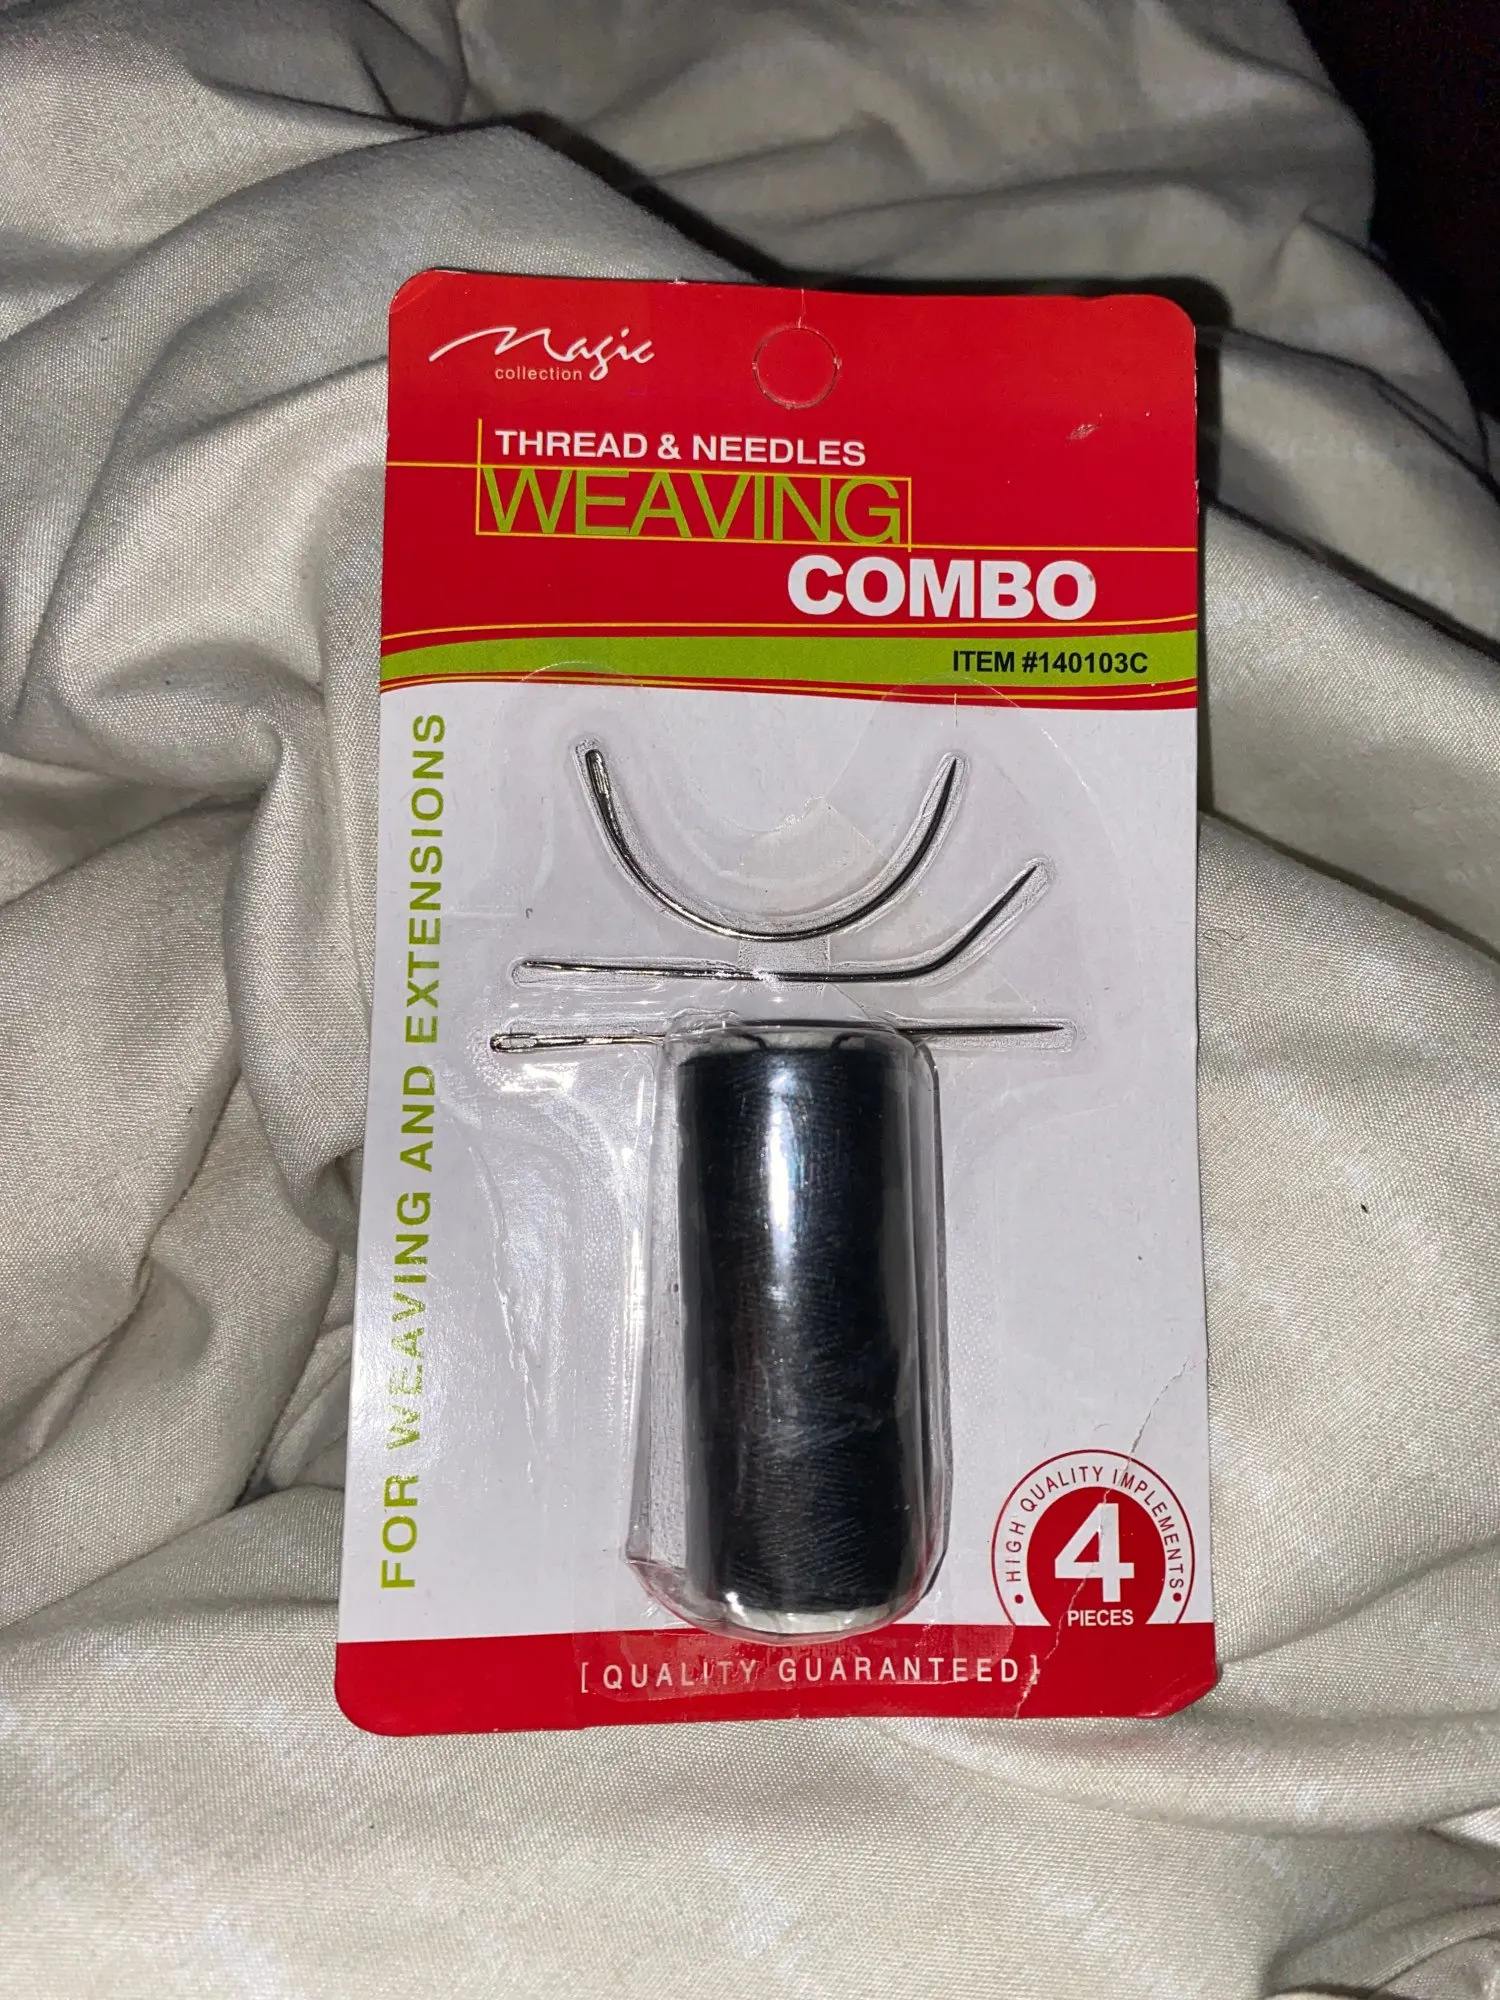 Magic
collection
THREAD & NEEDLES
WEAVING
COMBO
ITEM #140103C
FOR WEAVING AND EXTENSIONS
• HIGH QUALITY IMPLEMENTS •
4
PIECES
[ QUALITY GUARANTEED ]